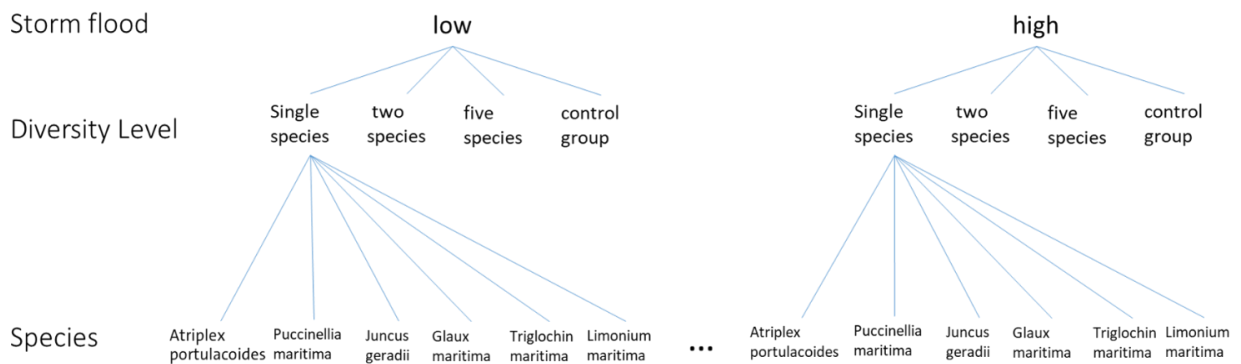 Storm flood low high
Diversity Level
Single species
two species
five species
control group
Single species
two species
five species
control group
Species
Atriplex portulacoides
Puccinellia maritima
Juncus geradii
Glaux maritima
Triglochin maritima
Limonium maritima
...
Atriplex portulacoides
Puccinellia maritima
Juncus geradii
Glaux maritima
Triglochin maritima
Limonium maritima